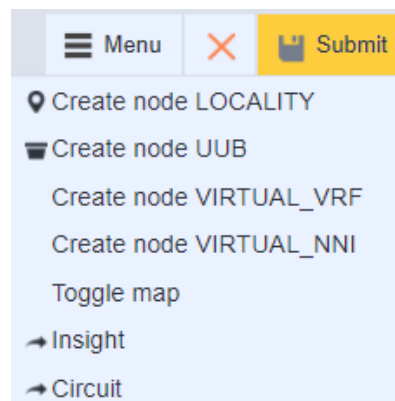 Menu
Submit
Create node LOCALITY
Create node UUB
Create node VIRTUAL_VRF
Create node VIRTUAL_NNI
Toggle map
Insight
Circuit